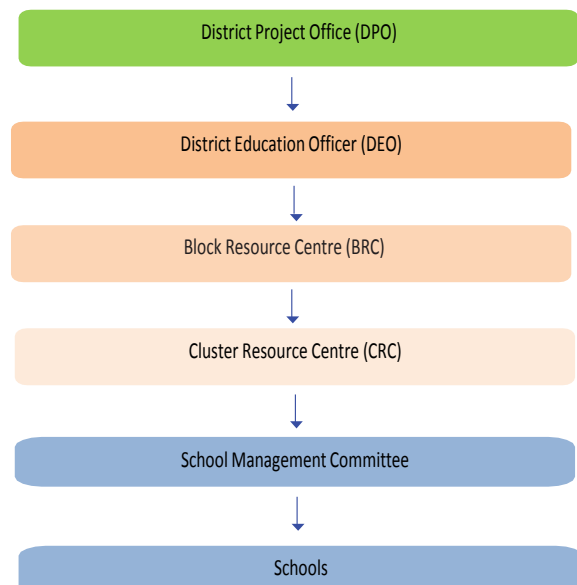 District Project Office (DPO)
District Education Officer (DEO)
Block Resource Centre (BRC)
Cluster Resource Centre (CRC)
School Management Committee
Schools